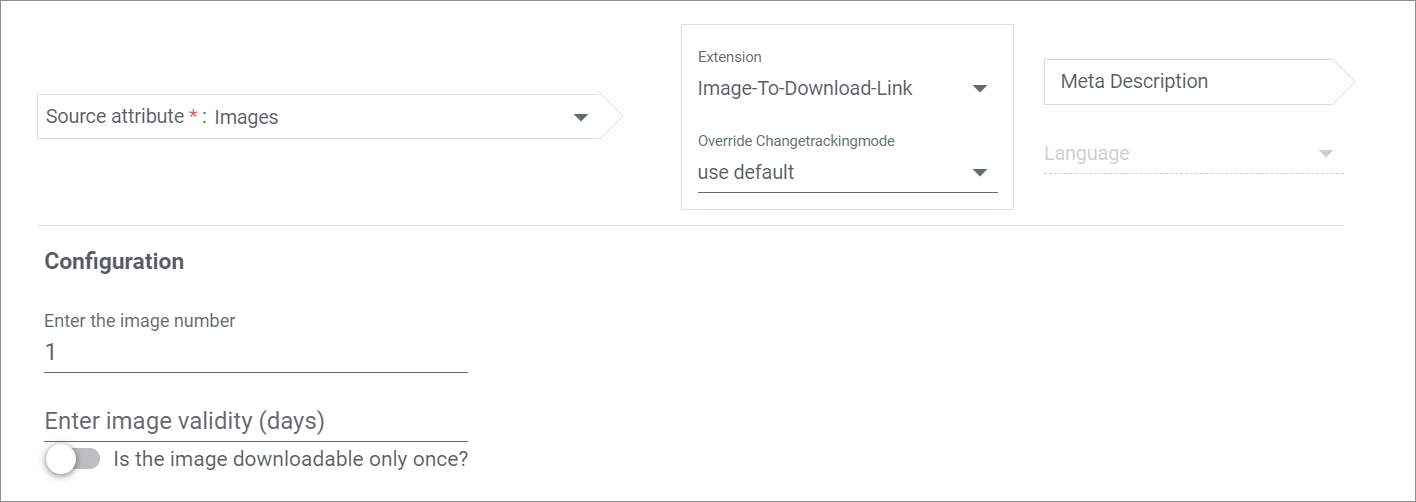 Source attribute * : Images
Extension
Image-To-Download-Link
Override Changetrackingmode
use default
Meta Description
Language
Configuration
Enter the image number
1
Enter image validity (days)
Is the image downloadable only once?